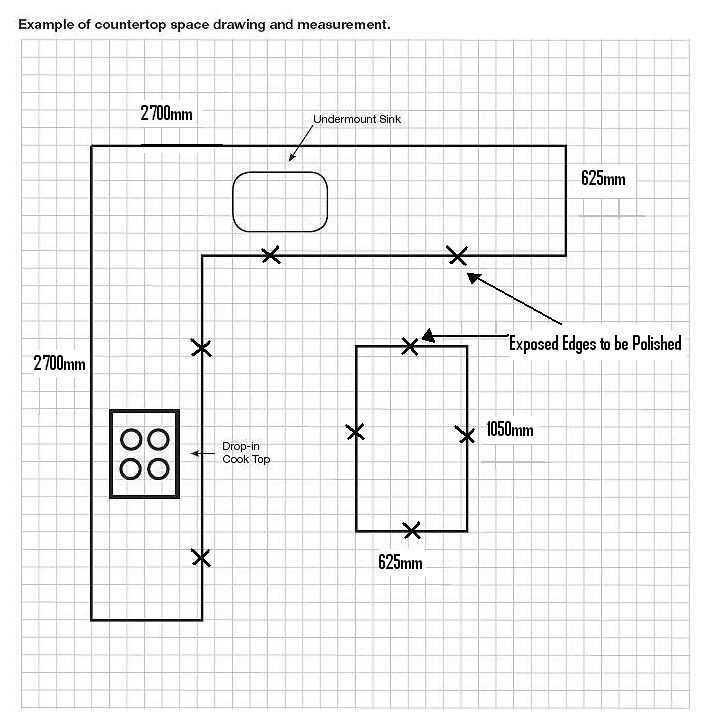 Example of countertop space drawing and measurement.
2700mm
Undermount Sink
625mm
Exposed Edges to be Polished
2700mm
1050mm
Drop-in
Cook Top
625mm